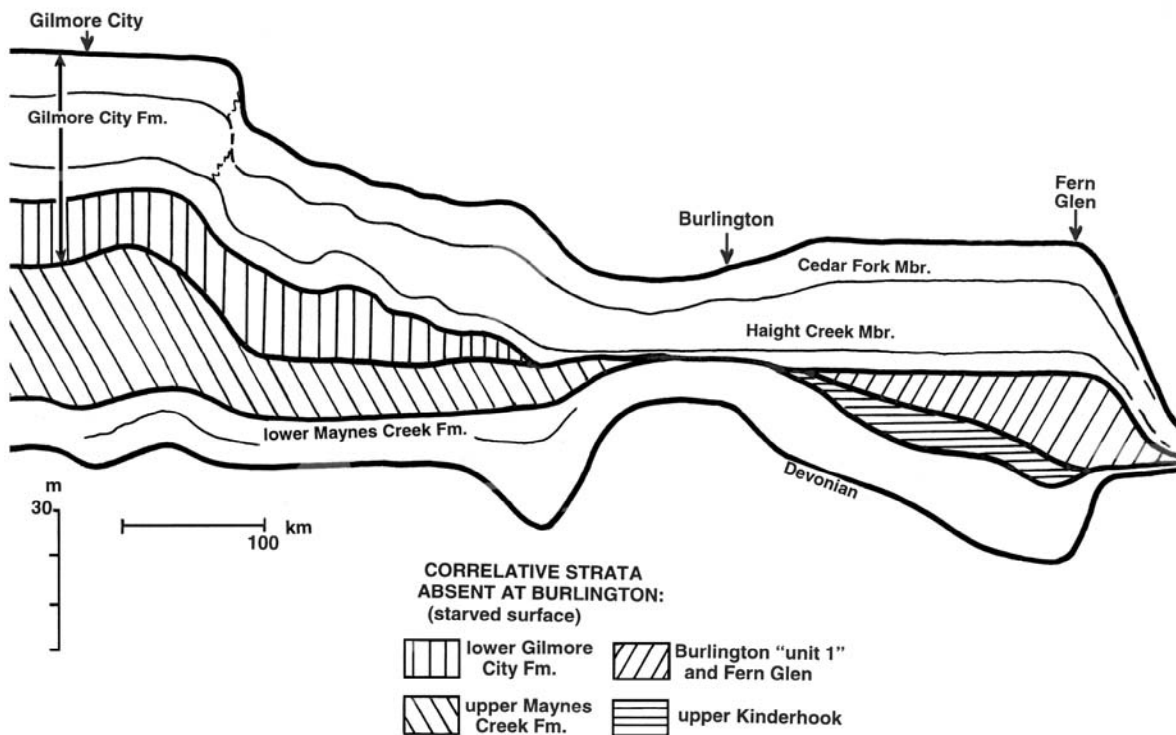 Gilmore City
Gilmore City Fm.
Burlington
Fern
Glen
Cedar Fork Mbr.
Haight Creek Mbr.
lower Maynes Creek Fm.
Devonian
m
30
km
100
CORRELATIVE STRATA
ABSENT AT BURLINGTON:
(starved surface)
lower Gilmore
City Fm.
Burlington “unit 1”
and Fern Glen
upper Maynes
Creek Fm.
upper Kinderhook